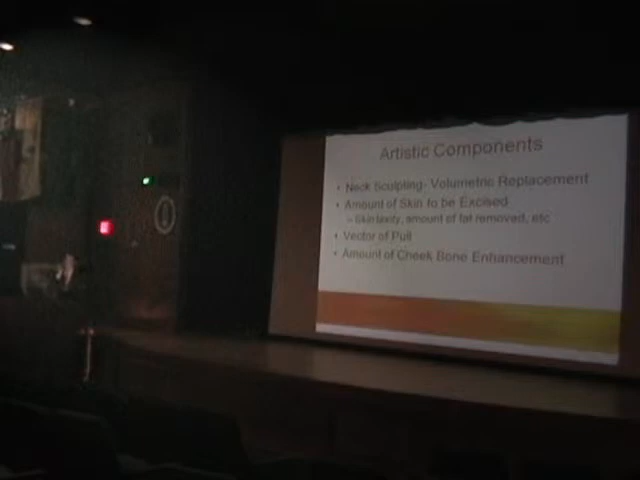 Artistic Components
• Neck Sculpting- Volumetric Replacement
• Amount of Skin to be Excised
– Skin laxity, amount of fat removed, etc
• Vector of Pull
• Amount of Cheek Bone Enhancement